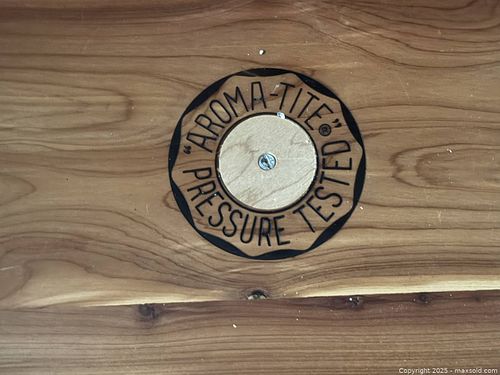 "AROMA-TITE®"
PRESSURE TESTED
Copyright 2025 - maxsold.com